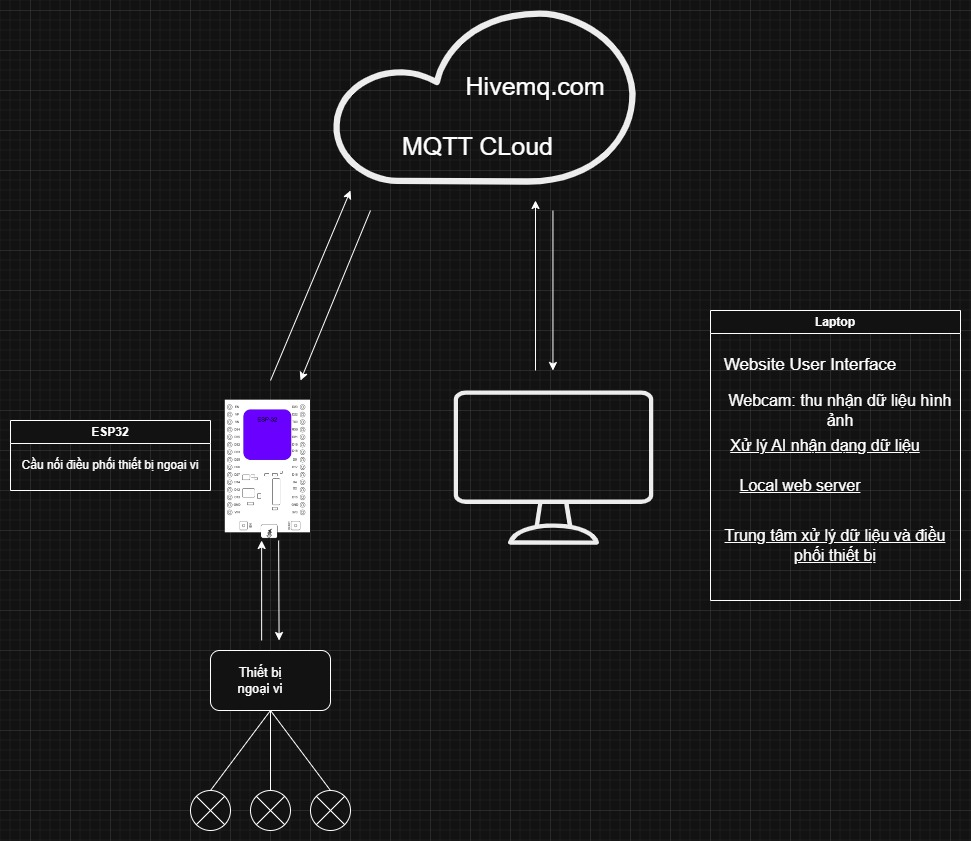 Hivemq.com
MQTT CLoud
Laptop
Website User Interface
Webcam: thu nhận dữ liệu hình
ảnh
Xử lý AI nhận dạng dữ liệu
Local web server
Trung tâm xử lý dữ liệu và điều
phối thiết bị
ESP32
Cầu nối điều phối thiết bị ngoại vi
ESP-32
Thiết bị
ngoại vi